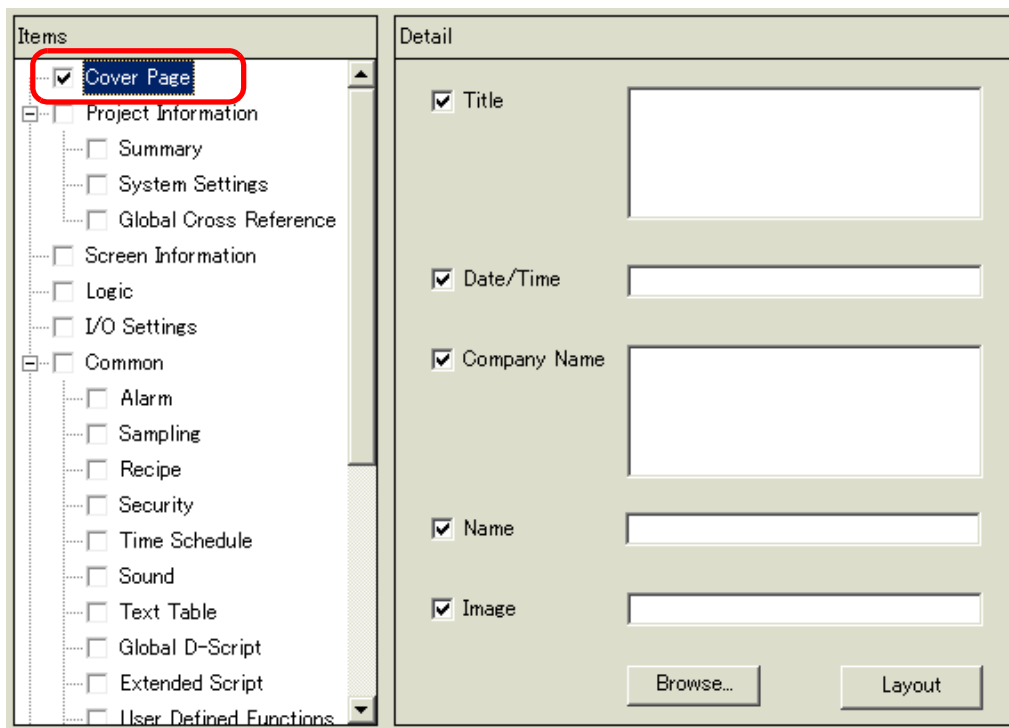 Items
Cover Page
Project Information
Summary
System Settings
Global Cross Reference
Screen Information
Logic
I/O Settings
Common
Alarm
Sampling
Recipe
Security
Time Schedule
Sound
Text Table
Global D-Script
Extended Script
User Defined Functions
Detail
Title
Date/Time
Company Name
Name
Image
Browse...
Layout